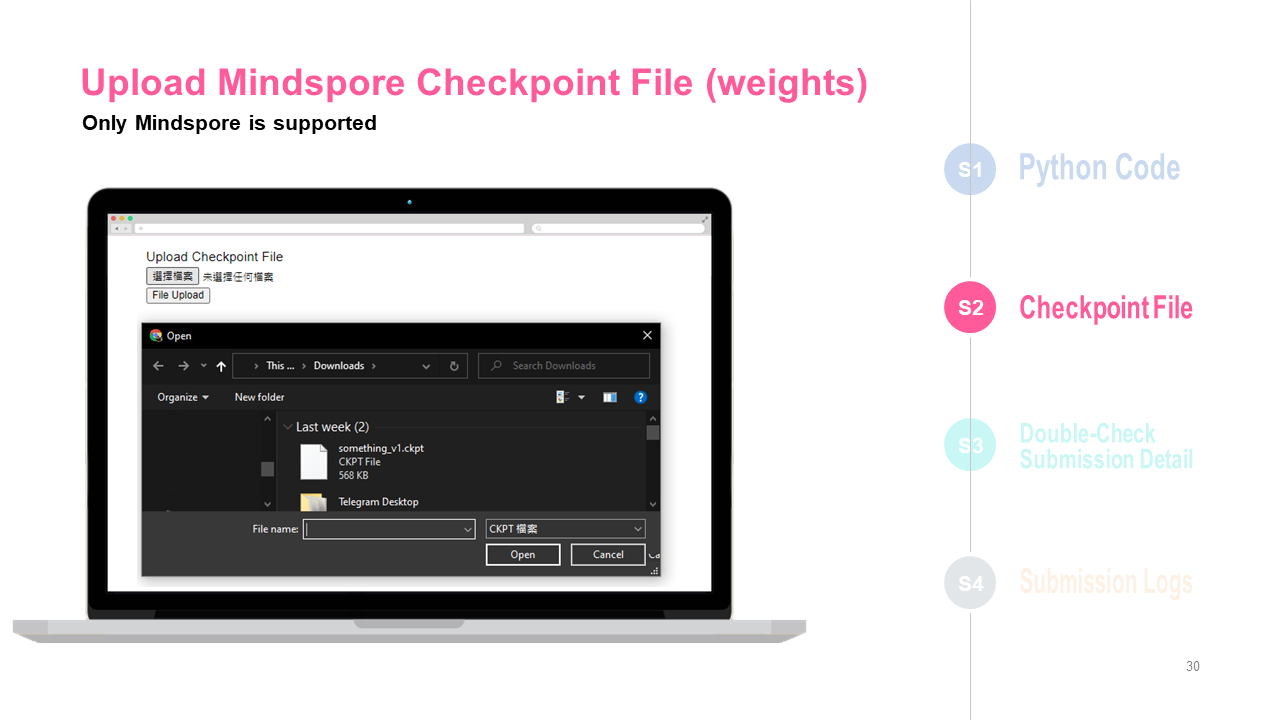 Upload Mindspore Checkpoint File (weights)
Only Mindspore is supported
Upload Checkpoint File
選擇檔案 未選擇任何檔案
File Upload
Open
This ... Downloads
Search Downloads
Organize
New folder
Last week (2)
something_v1.ckpt
CKPT File
568 KB
Telegram Desktop
File name:
CKPT 檔案
Open
Cancel
S1 Python Code
S2 Checkpoint File
S3 Double-Check
Submission Detail
S4 Submission Logs
30